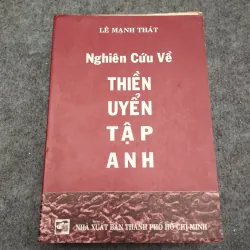 LÊ MẠNH THÁT
Nghiên Cứu Về
THIỀN
UYỂN
TẬP
ANH
NHÀ XUẤT BẢN THÀNH PHỐ HỒ CHÍ MINH